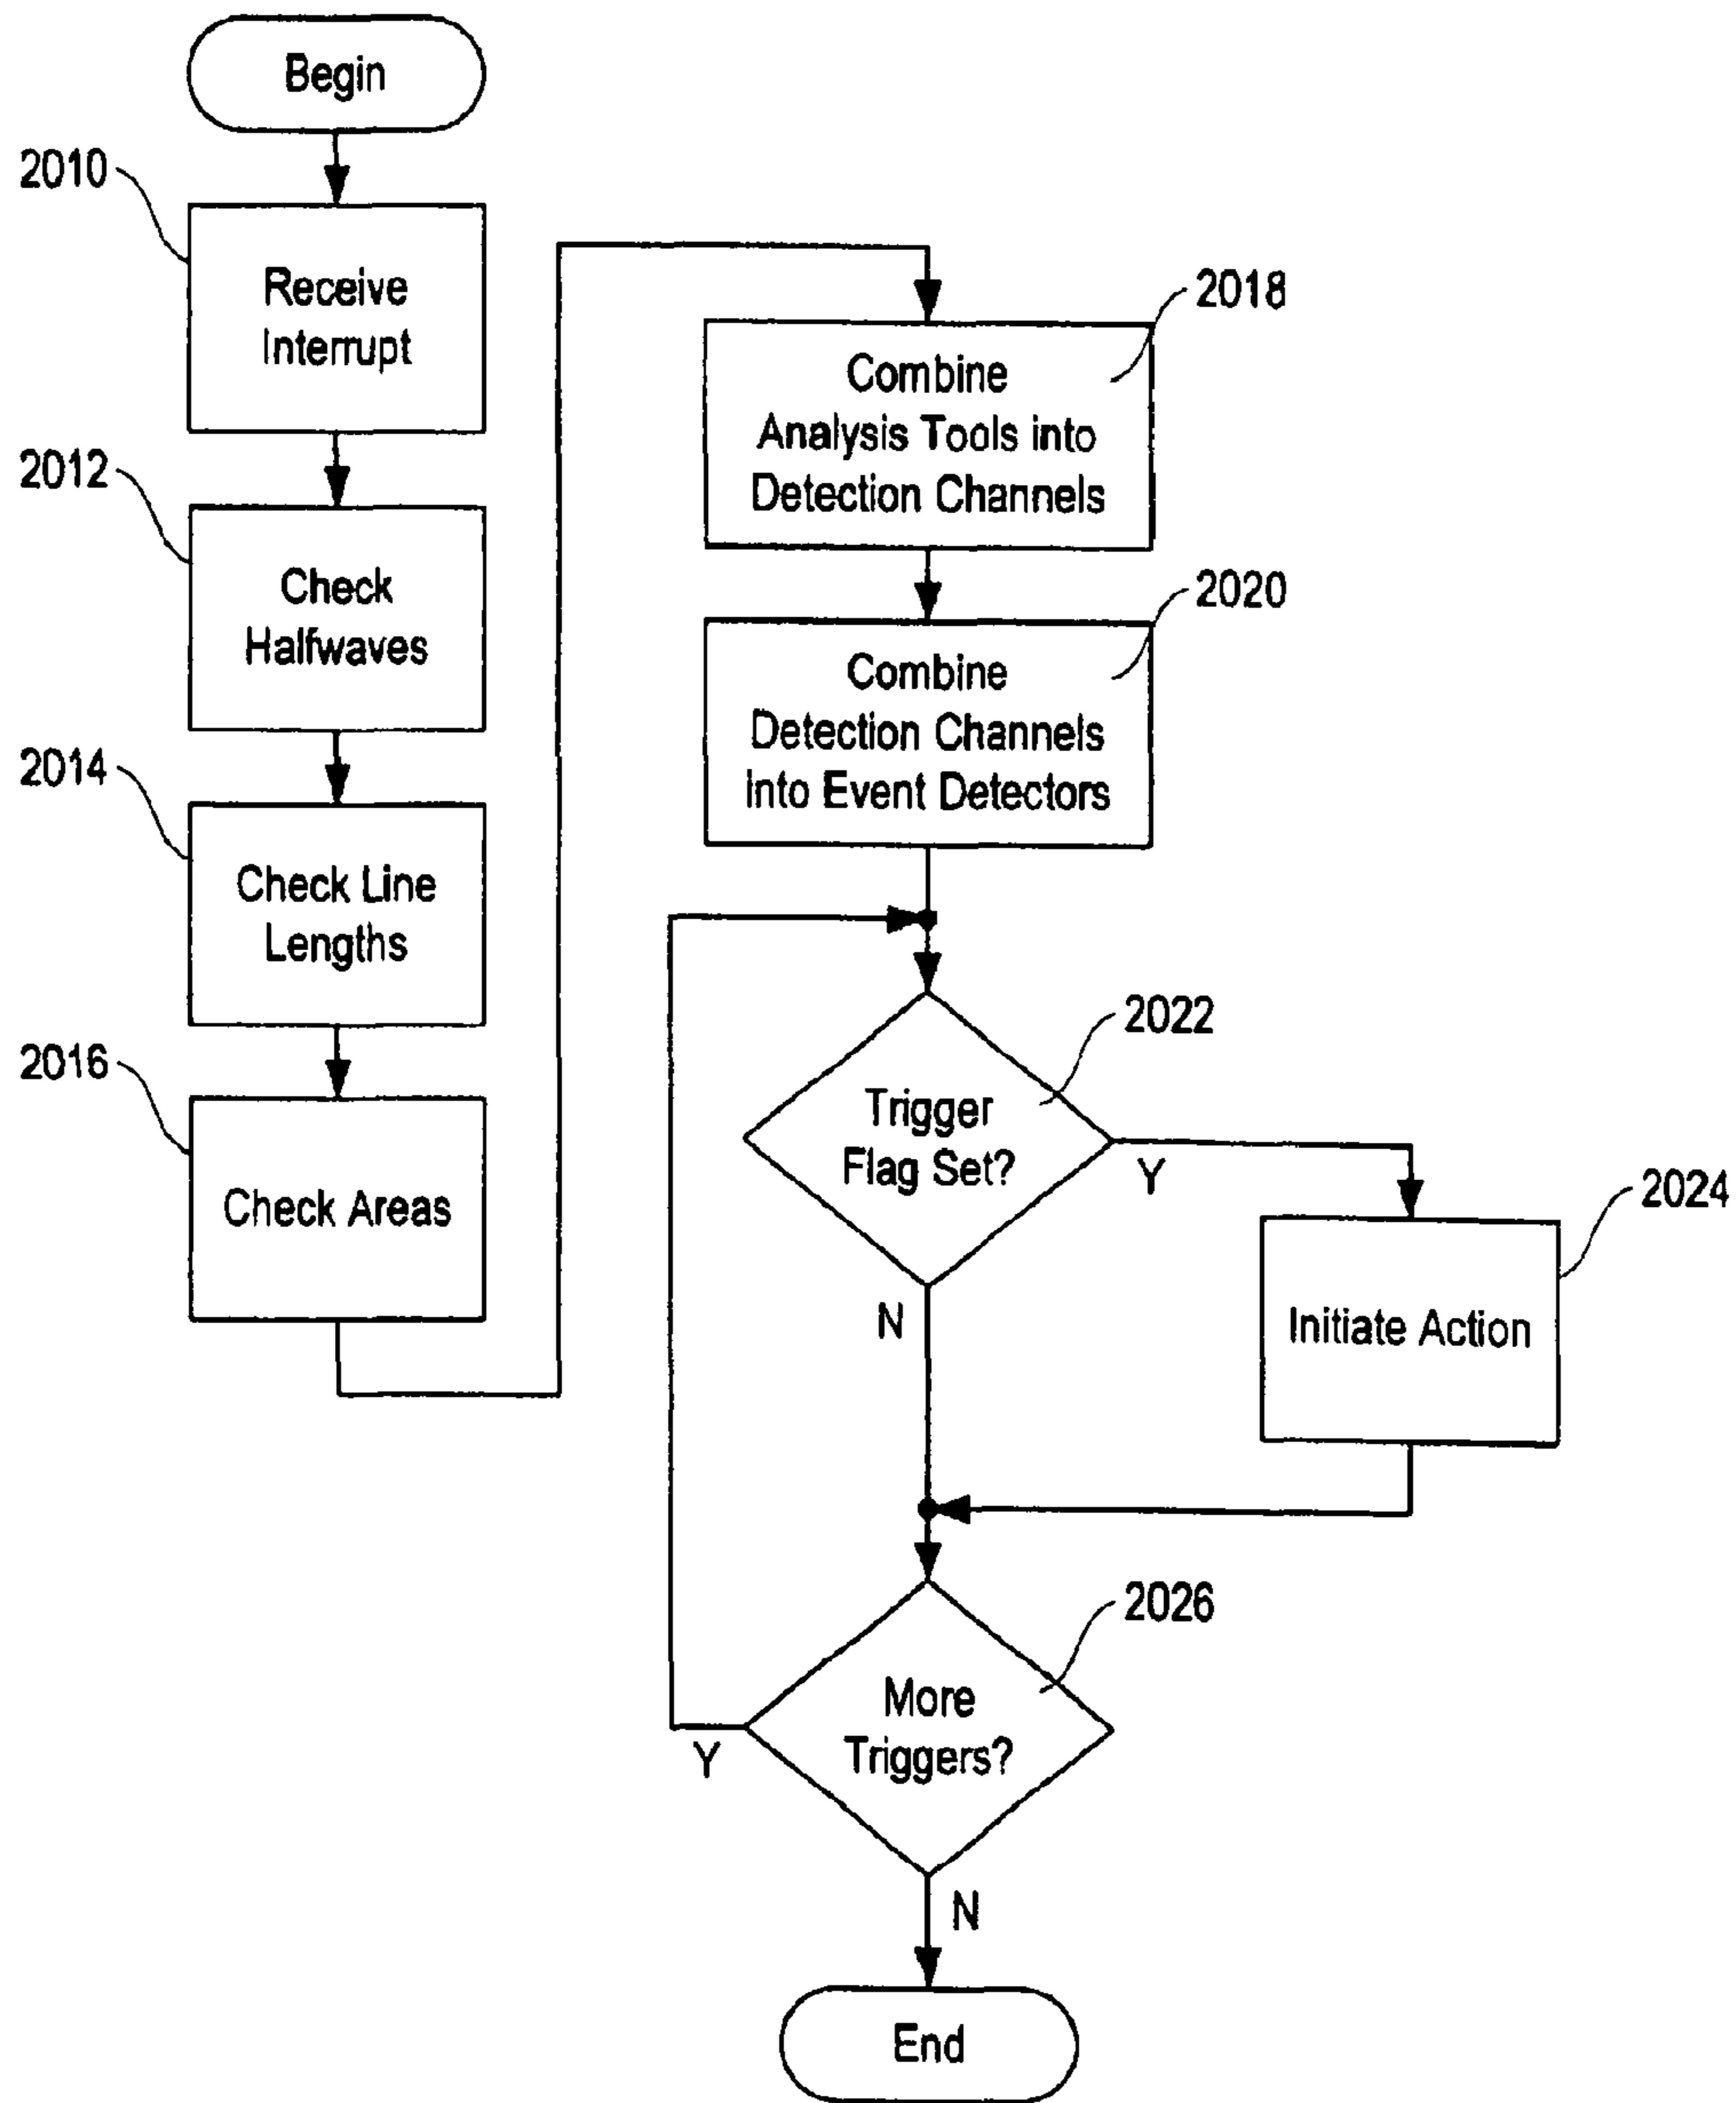 Begin
2010
Receive
Interrupt
2012
Check
Halfwaves
2014
Check Line
Lengths
2016
Check Areas
2018
Combine
Analysis Tools into
Detection Channels
2020
Combine
Detection Channels
into Event Detectors
2022
Trigger
Flag Set?
Y
N
2024
Initiate Action
2026
More
Triggers?
Y
N
End